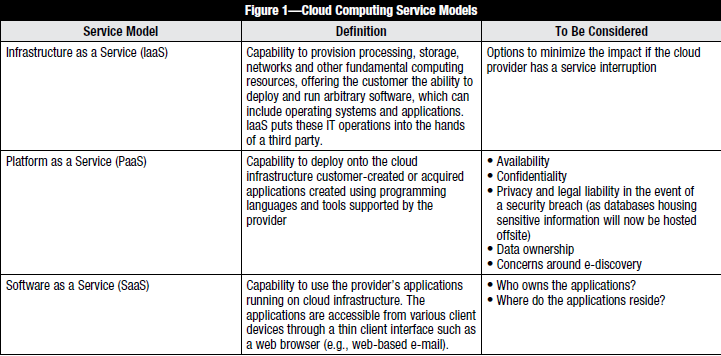 Figure 1—Cloud Computing Service Models
Service Model
Definition
To Be Considered
Infrastructure as a Service (IaaS)
Capability to provision processing, storage,
networks and other fundamental computing
resources, offering the customer the ability to
deploy and run arbitrary software, which can
include operating systems and applications.
IaaS puts these IT operations into the hands
of a third party.
Options to minimize the impact if the cloud
provider has a service interruption
Platform as a Service (PaaS)
Capability to deploy onto the cloud
infrastructure customer-created or acquired
applications created using programming
languages and tools supported by the
provider
• Availability
• Confidentiality
• Privacy and legal liability in the event of
a security breach (as databases housing
sensitive information will now be hosted
offsite)
• Data ownership
• Concerns around e-discovery
Software as a Service (SaaS)
Capability to use the provider's applications
running on cloud infrastructure. The
applications are accessible from various client
devices through a thin client interface such as
a web browser (e.g., web-based e-mail).
• Who owns the applications?
• Where do the applications reside?